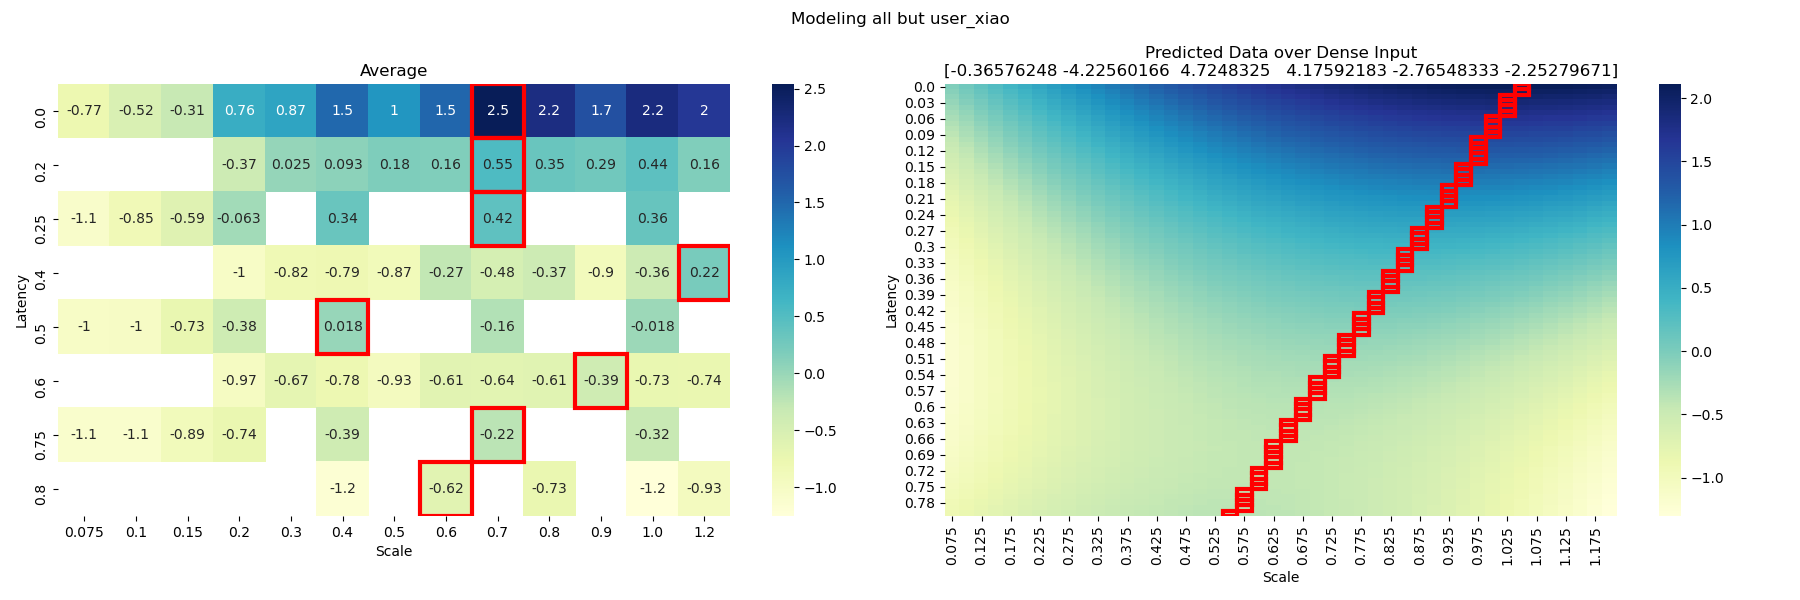 Modeling all but user_xiao
Average
-0.77 -0.52 -0.31 0.76 0.87 1.5 1 1.5 2.5 2.2 1.7 2.2 2
-0.37 0.025 0.093 0.18 0.16 0.55 0.35 0.29 0.44 0.16
-1.1 -0.85 -0.59 -0.063 0.34 0.42 0.36
-1 -0.82 -0.79 -0.87 -0.27 -0.48 -0.37 -0.9 -0.36 0.22
-1 -1 -0.73 -0.38 0.018 -0.16 -0.018
-0.97 -0.67 -0.78 -0.93 -0.61 -0.64 -0.61 -0.39 -0.73 -0.74
-1.1 -1.1 -0.89 -0.74 -0.39 -0.22 -0.32
-1.2 -0.62 -0.73 -1.2 -0.93
0.0
0.2
0.25
0.4
0.5
0.6
0.75
0.8
Latency
0.075 0.1 0.15 0.2 0.3 0.4 0.5 0.6 0.7 0.8 0.9 1.0 1.2
Scale
2.5
2.0
1.5
1.0
0.5
0.0
−0.5
−1.0
Predicted Data over Dense Input
[-0.36576248 -4.22560166 4.7248325 4.17592183 -2.76548333 -2.25279671]
0.0
0.03
0.06
0.09
0.12
0.15
0.18
0.21
0.24
0.27
0.3
0.33
0.36
0.39
0.42
0.45
0.48
0.51
0.54
0.57
0.6
0.63
0.66
0.69
0.72
0.75
0.78
Latency
0.075 0.125 0.175 0.225 0.275 0.325 0.375 0.425 0.475 0.525 0.575 0.625 0.675 0.725 0.775 0.825 0.875 0.925 0.975 1.025 1.075 1.125 1.175
Scale
2.0
1.5
1.0
0.5
0.0
−0.5
−1.0